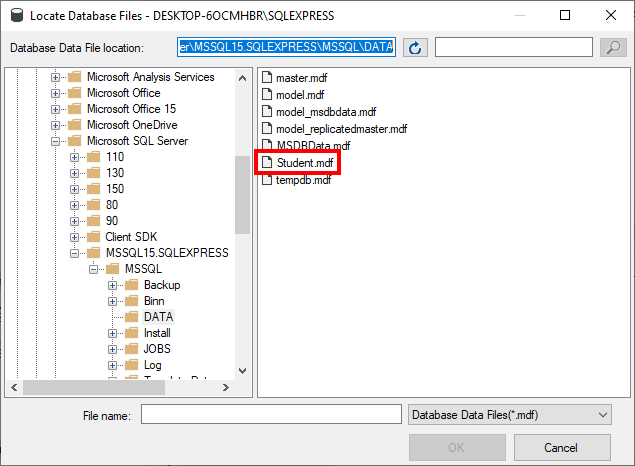 Locate Database Files - DESKTOP-6OCMHBR\SQLEXPRESS
Database Data File location:
er\MSSQL15.SQLEXPRESS\MSSQL\DATA
Microsoft Analysis Services
Microsoft Office
Microsoft Office 15
Microsoft OneDrive
Microsoft SQL Server
110
130
150
80
90
Client SDK
MSSQL15.SQLEXPRESS
MSSQL
Backup
Binn
DATA
Install
JOBS
Log
master.mdf
model.mdf
model_msdbdata.mdf
model_replicatedmaster.mdf
MSDBData.mdf
Student.mdf
tempdb.mdf
File name:
Database Data Files(*.mdf)
OK
Cancel